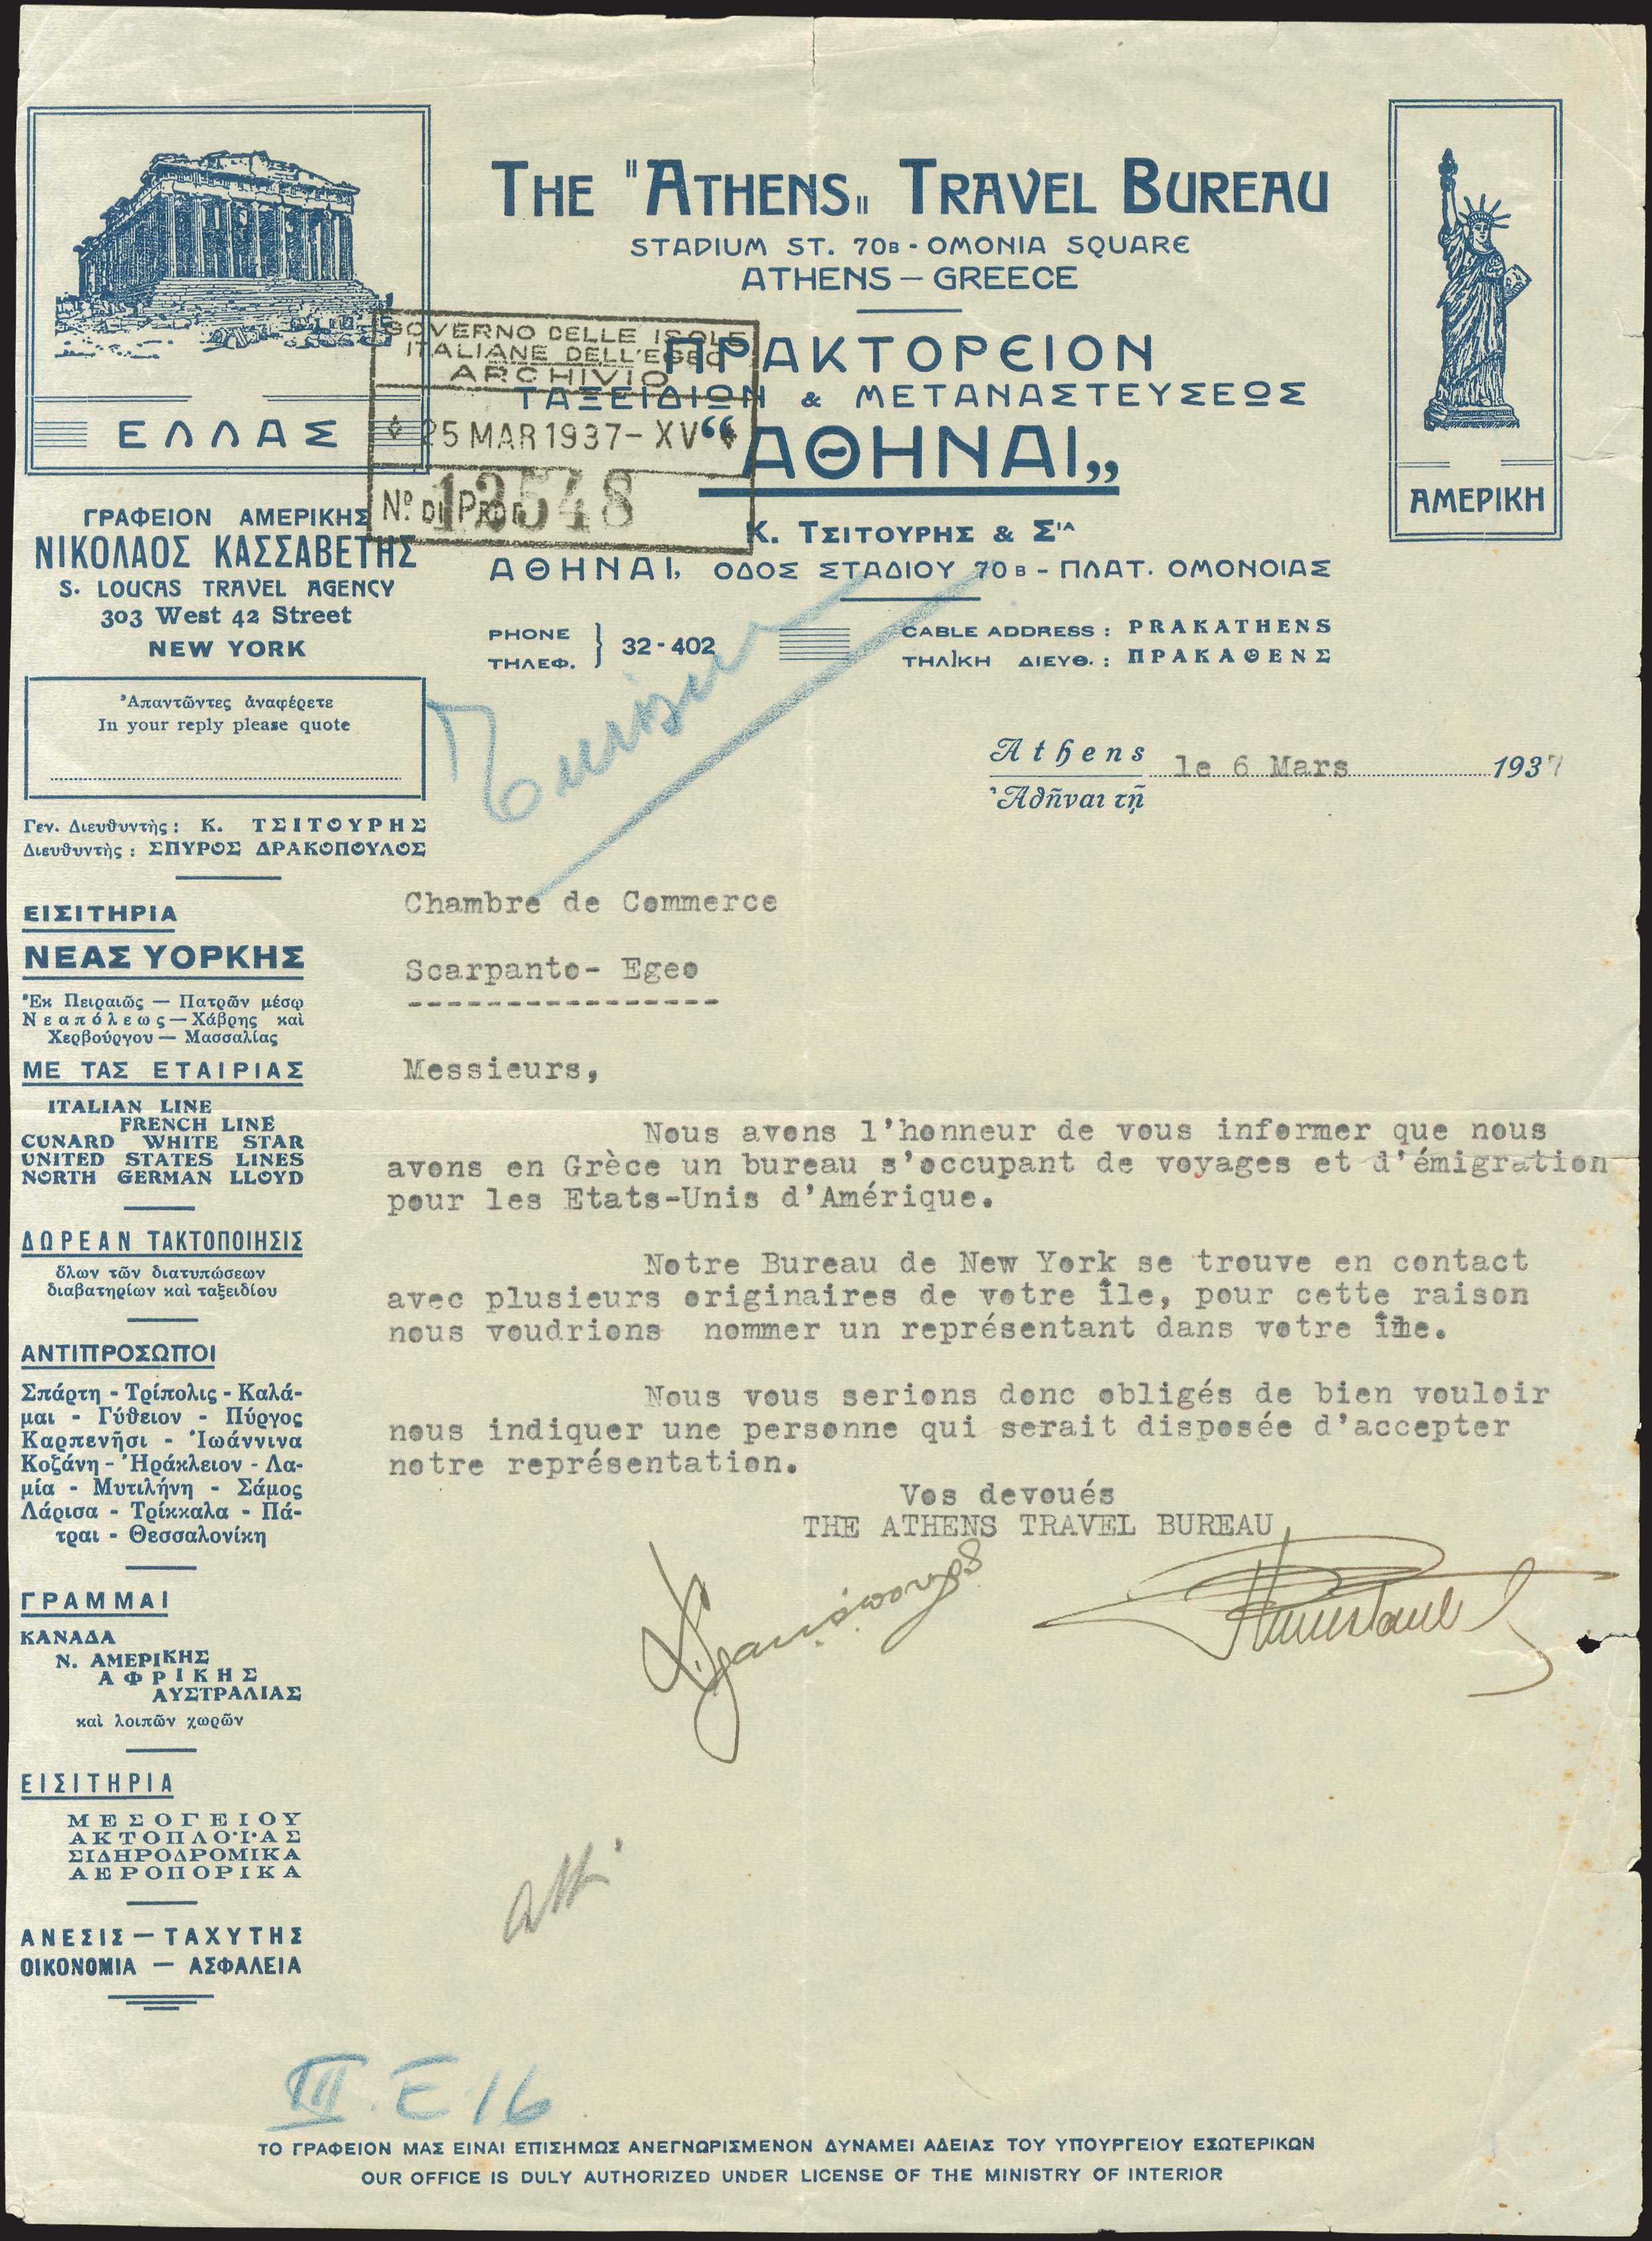 THE "ATHENS„ TRAVEL BUREAU
STADIUM ST. 70B - OMONIA SQUARE
ATHENS — GREECE
ΠΡΑΚΤΟΡΕΙΟΝ
ΤΑΞΕΙΔΙΩΝ & ΜΕΤΑΝΑΣΤΕΥΣΕΩΣ
“ΑΘΗΝΑΙ„
Κ. ΤΣΙΤΟΥΡΗΣ & ΣΙΑ
ΑΘΗΝΑΙ, ΟΔΟΣ ΣΤΑΔΙΟΥ 70Β - ΠΛΑΤ. ΟΜΟΝΟΙΑΣ
PHONE
ΤΗΛΕΦ.
32-402
CABLE ADDRESS : PRAKATHENS
ΤΗΛ)ΚΗ ΔΙΕΥΘ. : ΠΡΑΚΑΘΕΝΣ
ΕΛΛΑΣ
ΑΜΕΡΙΚΗ
GOVERNO DELLE ISOLE
ITALIANE DELL'EGEO
ARCHIVIO
25 MAR 1937 - XV
Nº DI Prot.
ΓΡΑΦΕΙΟΝ ΑΜΕΡΙΚΗΣ
ΝΙΚΟΛΑΟΣ ΚΑΣΣΑΒΕΤΗΣ
S. LOUCAS TRAVEL AGENCY
303 West 42 Street
NEW YORK
Ἀπαντῶντες ἀναφέρετε
In your reply please quote
Athens le 6 Mars 1937
Ἀθῆναι τῇ
Γεν. Διευθυντὴς : Κ. ΤΣΙΤΟΥΡΗΣ
Διευθυντὴς : ΣΠΥΡΟΣ ΔΡΑΚΟΠΟΥΛΟΣ
ΕΙΣΙΤΗΡΙΑ
ΝΕΑΣ ΥΟΡΚΗΣ
Ἐκ Πειραιῶς — Πατρῶν μέσῳ
Νεαπόλεως — Χάβρης καὶ
Χερβούργου — Μασσαλίας
ΜΕ ΤΑΣ ΕΤΑΙΡΙΑΣ
ITALIAN LINE
FRENCH LINE
CUNARD WHITE STAR
UNITED STATES LINES
NORTH GERMAN LLOYD
ΔΩΡΕΑΝ ΤΑΚΤΟΠΟΙΗΣΙΣ
ὅλων τῶν διατυπώσεων
διαβατηρίων καὶ ταξειδίου
ΑΝΤΙΠΡΟΣΩΠΟΙ
Σπάρτη - Τρίπολις - Καλά-
μαι - Γύθειον - Πύργος
Καρπενῆσι - Ἰωάννινα
Κοζάνη - Ἡράκλειον - Λα-
μία - Μυτιλήνη - Σάμος
Λάρισα - Τρίκκαλα - Πά-
τραι - Θεσσαλονίκη
ΓΡΑΜΜΑΙ
ΚΑΝΑΔΑ
Ν. ΑΜΕΡΙΚΗΣ
ΑΦΡΙΚΗΣ
ΑΥΣΤΡΑΛΙΑΣ
καὶ λοιπῶν χωρῶν
ΕΙΣΙΤΗΡΙΑ
ΜΕΣΟΓΕΙΟΥ
ΑΚΤΟΠΛΟΪΑΣ
ΣΙΔΗΡΟΔΡΟΜΙΚΑ
ΑΕΡΟΠΟΡΙΚΑ
ΑΝΕΣΙΣ — ΤΑΧΥΤΗΣ
ΟΙΚΟΝΟΜΙΑ — ΑΣΦΑΛΕΙΑ
Chambre de Commerce
Scarpanto- Egeo
----------------
Messieurs,
Nous avons l'honneur de vous informer que nous
avons en Grèce un bureau s'occupant de voyages et d'émigration
pour les Etats-Unis d'Amérique.
Notre Bureau de New York se trouve en contact
avec plusieurs originaires de votre île, pour cette raison
nous voudrions nommer un représentant dans votre île.
Nous vous serions donc obligés de bien vouloir
nous indiquer une personne qui serait disposée d'accepter
notre représentation.
Vos devoués
THE ATHENS TRAVEL BUREAU
III. E 16
ΤΟ ΓΡΑΦΕΙΟΝ ΜΑΣ ΕΙΝΑΙ ΕΠΙΣΗΜΩΣ ΑΝΕΓΝΩΡΙΣΜΕΝΟΝ ΔΥΝΑΜΕΙ ΑΔΕΙΑΣ ΤΟΥ ΥΠΟΥΡΓΕΙΟΥ ΕΣΩΤΕΡΙΚΩΝ
OUR OFFICE IS DULY AUTHORIZED UNDER LICENSE OF THE MINISTRY OF INTERIOR